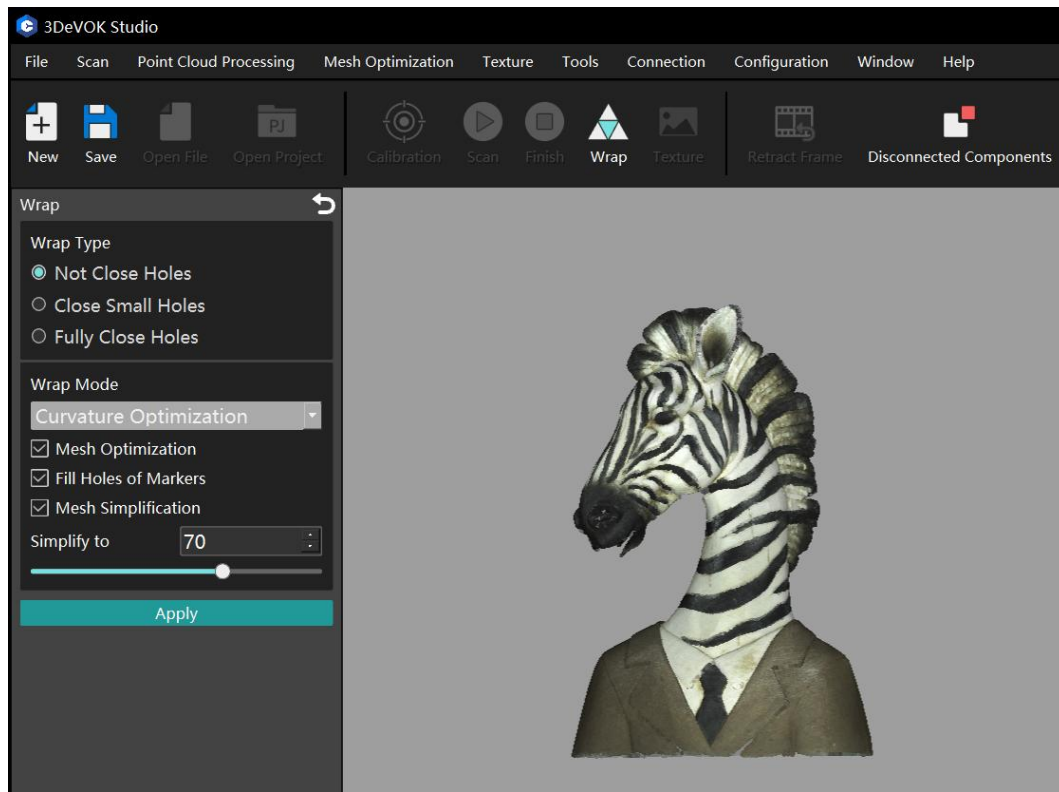 3DeVOK Studio
File Scan Point Cloud Processing Mesh Optimization Texture Tools Connection Configuration Window Help
PJ
New Save Open File Open Project Calibration Scan Finish Wrap Texture Retract Frame Disconnected Components
Wrap
Wrap Type
Not Close Holes
Close Small Holes
Fully Close Holes
Wrap Mode
Curvature Optimization
Mesh Optimization
Fill Holes of Markers
Mesh Simplification
Simplify to 70
Apply